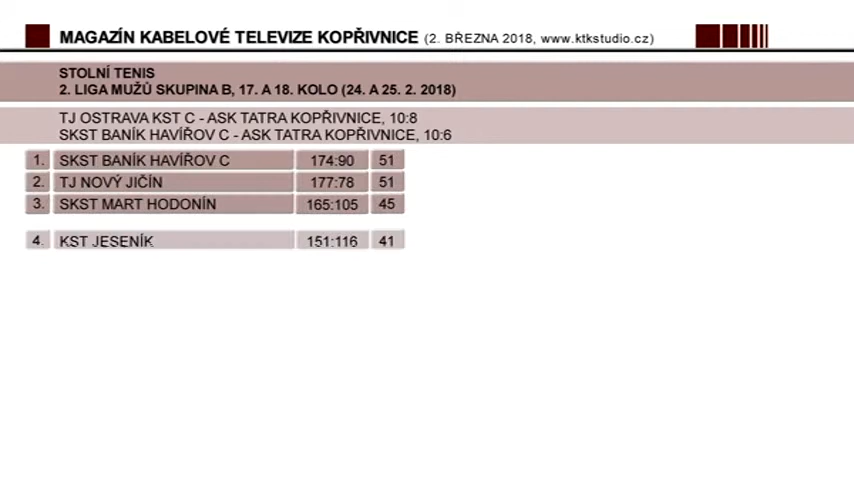 MAGAZÍN KABELOVÉ TELEVIZE KOPŘIVNICE (2. BŘEZNA 2018, www.ktkstudio.cz)
STOLNÍ TENIS
2. LIGA MUŽŮ SKUPINA B, 17. A 18. KOLO (24. A 25. 2. 2018)
TJ OSTRAVA KST C - ASK TATRA KOPŘIVNICE, 10:8
SKST BANÍK HAVÍŘOV C - ASK TATRA KOPŘIVNICE, 10:6
1. SKST BANÍK HAVÍŘOV C 174:90 51
2. TJ NOVÝ JIČÍN 177:78 51
3. SKST MART HODONÍN 165:105 45
4. KST JESENÍK 151:116 41